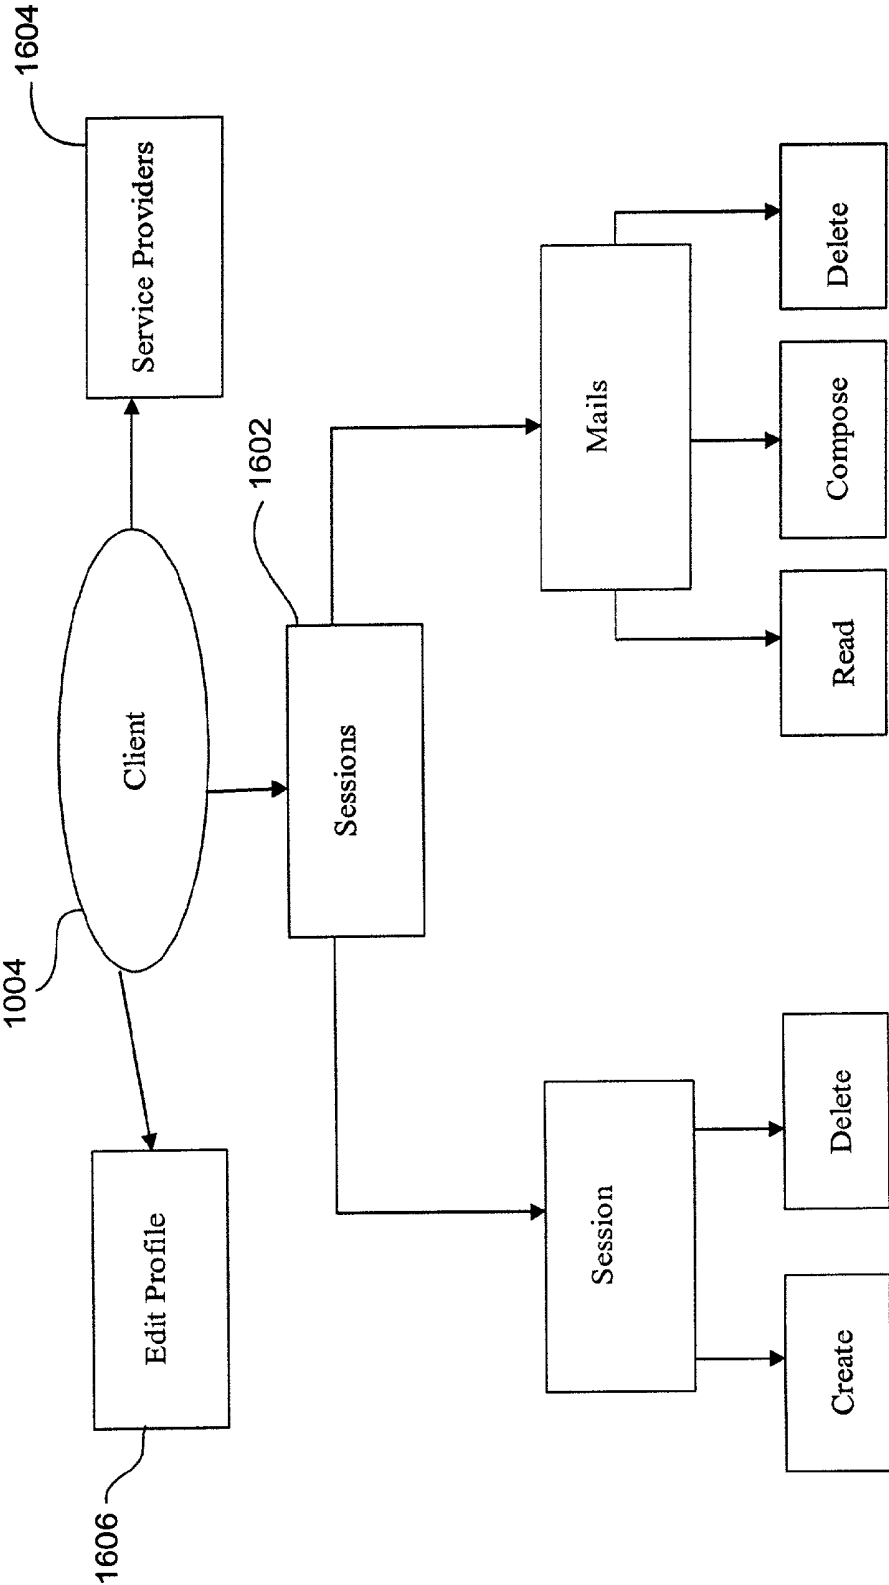 1606
Edit Profile
1004
Client
Service Providers
1604
Sessions
1602
Session
Mails
Create
Delete
Read
Compose
Delete